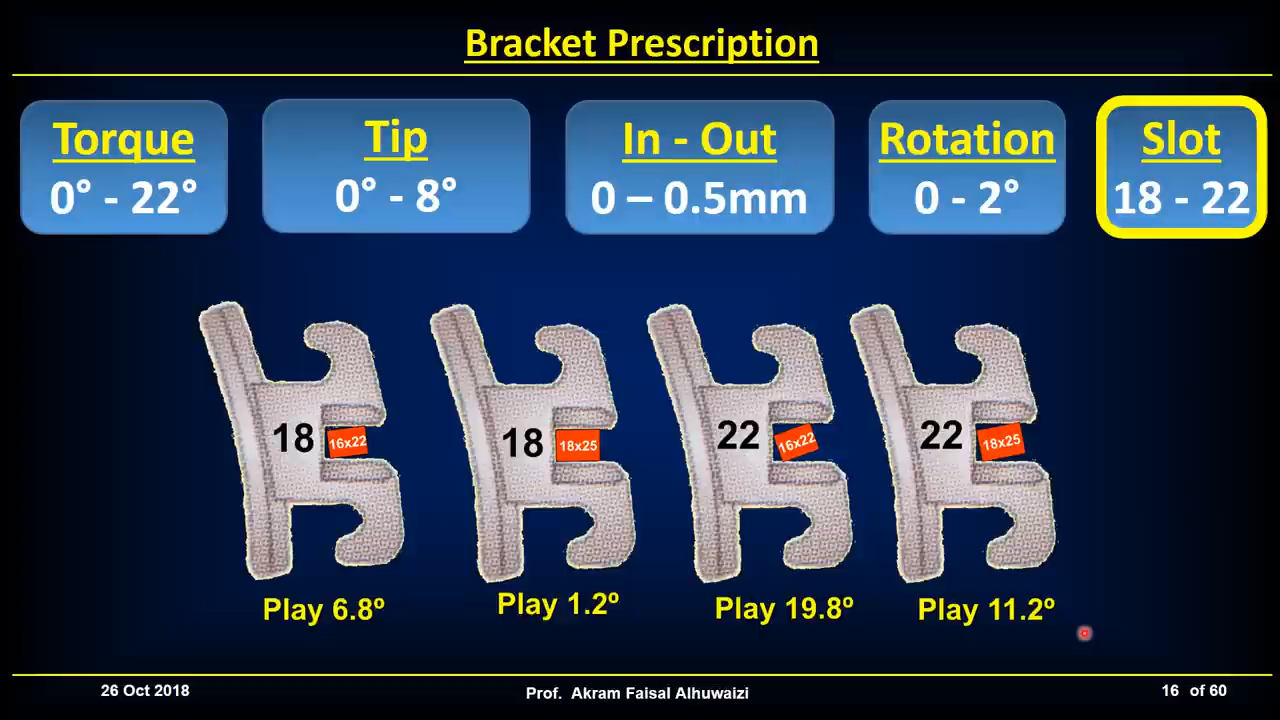 Bracket Prescription
Torque
0° - 22°
Tip
0° - 8°
In - Out
0 – 0.5mm
Rotation
0 - 2°
Slot
18 - 22
18
16x22
18
18x25
22
16x22
22
18x25
Play 6.8º
Play 1.2º
Play 19.8º
Play 11.2º
26 Oct 2018
Prof. Akram Faisal Alhuwaizi
16 of 60